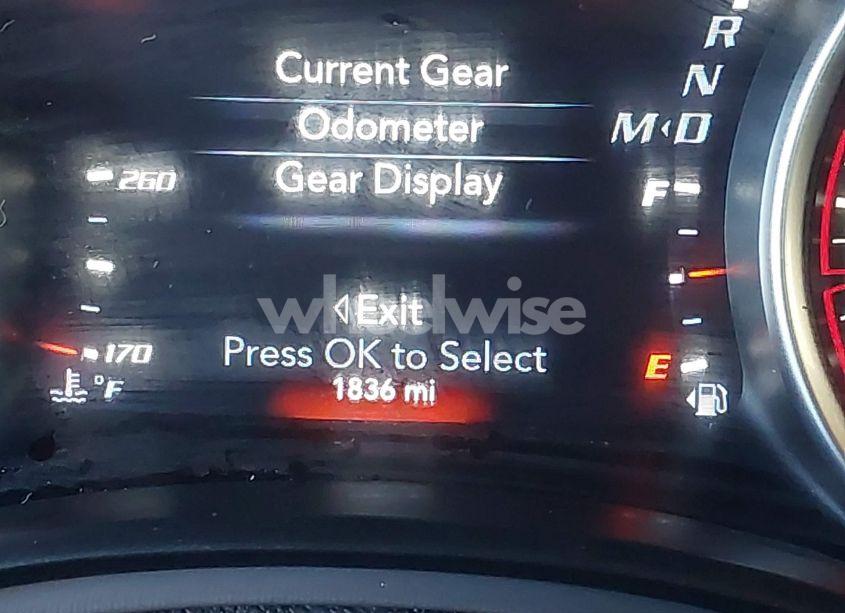 R
Current Gear
N
Odometer
M D
260
Gear Display
F
wheelwise
Exit
170
Press OK to Select
E
°F
1836 mi